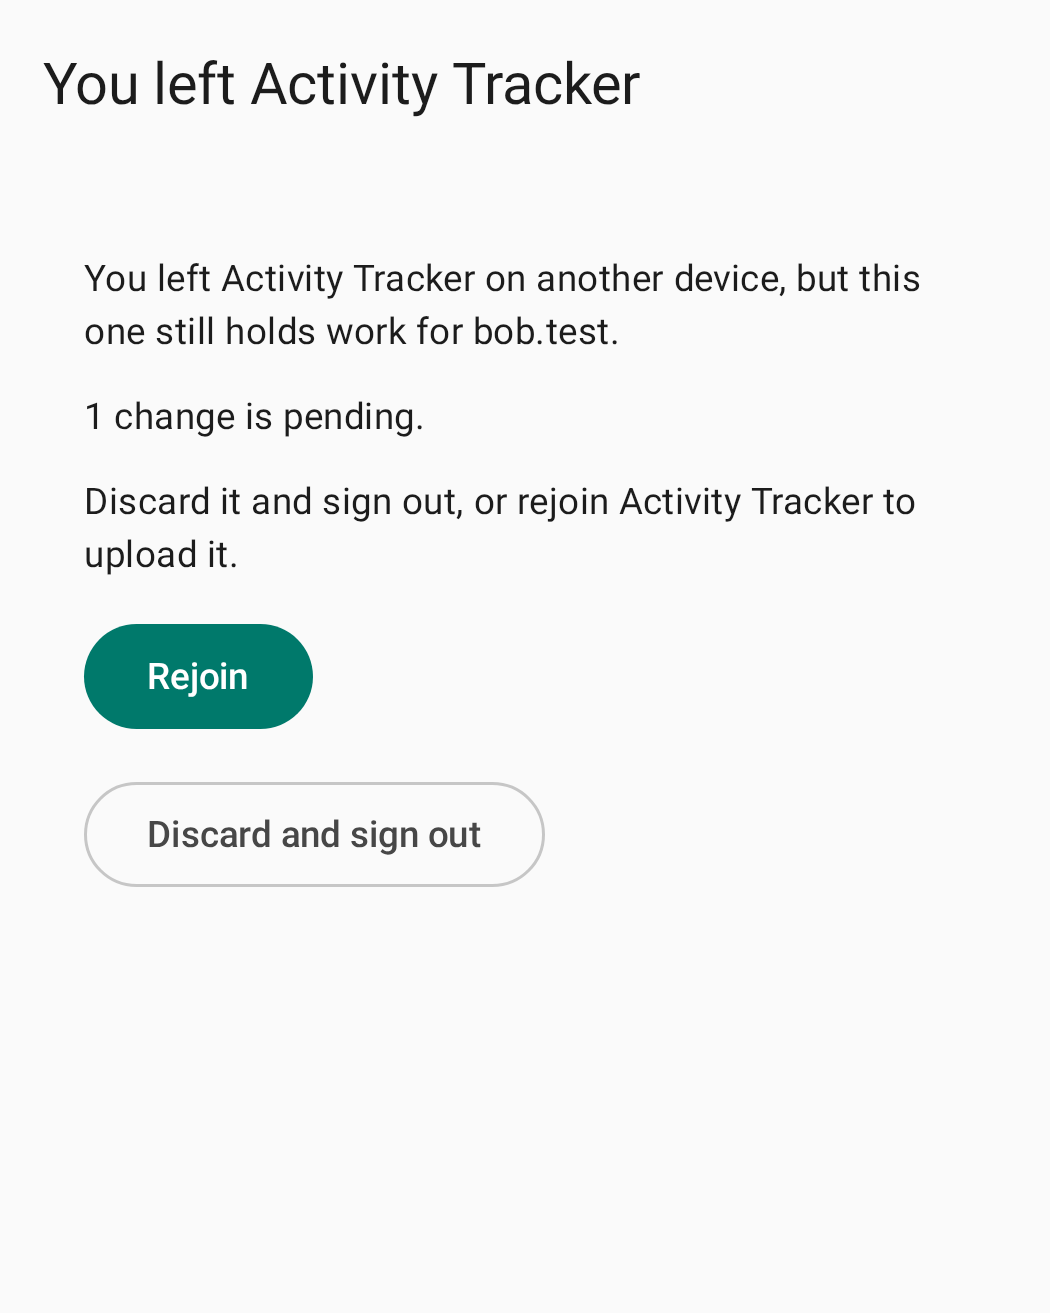 You left Activity Tracker
You left Activity Tracker on another device, but this
one still holds work for bob.test.
1 change is pending.
Discard it and sign out, or rejoin Activity Tracker to
upload it.
Rejoin
Discard and sign out